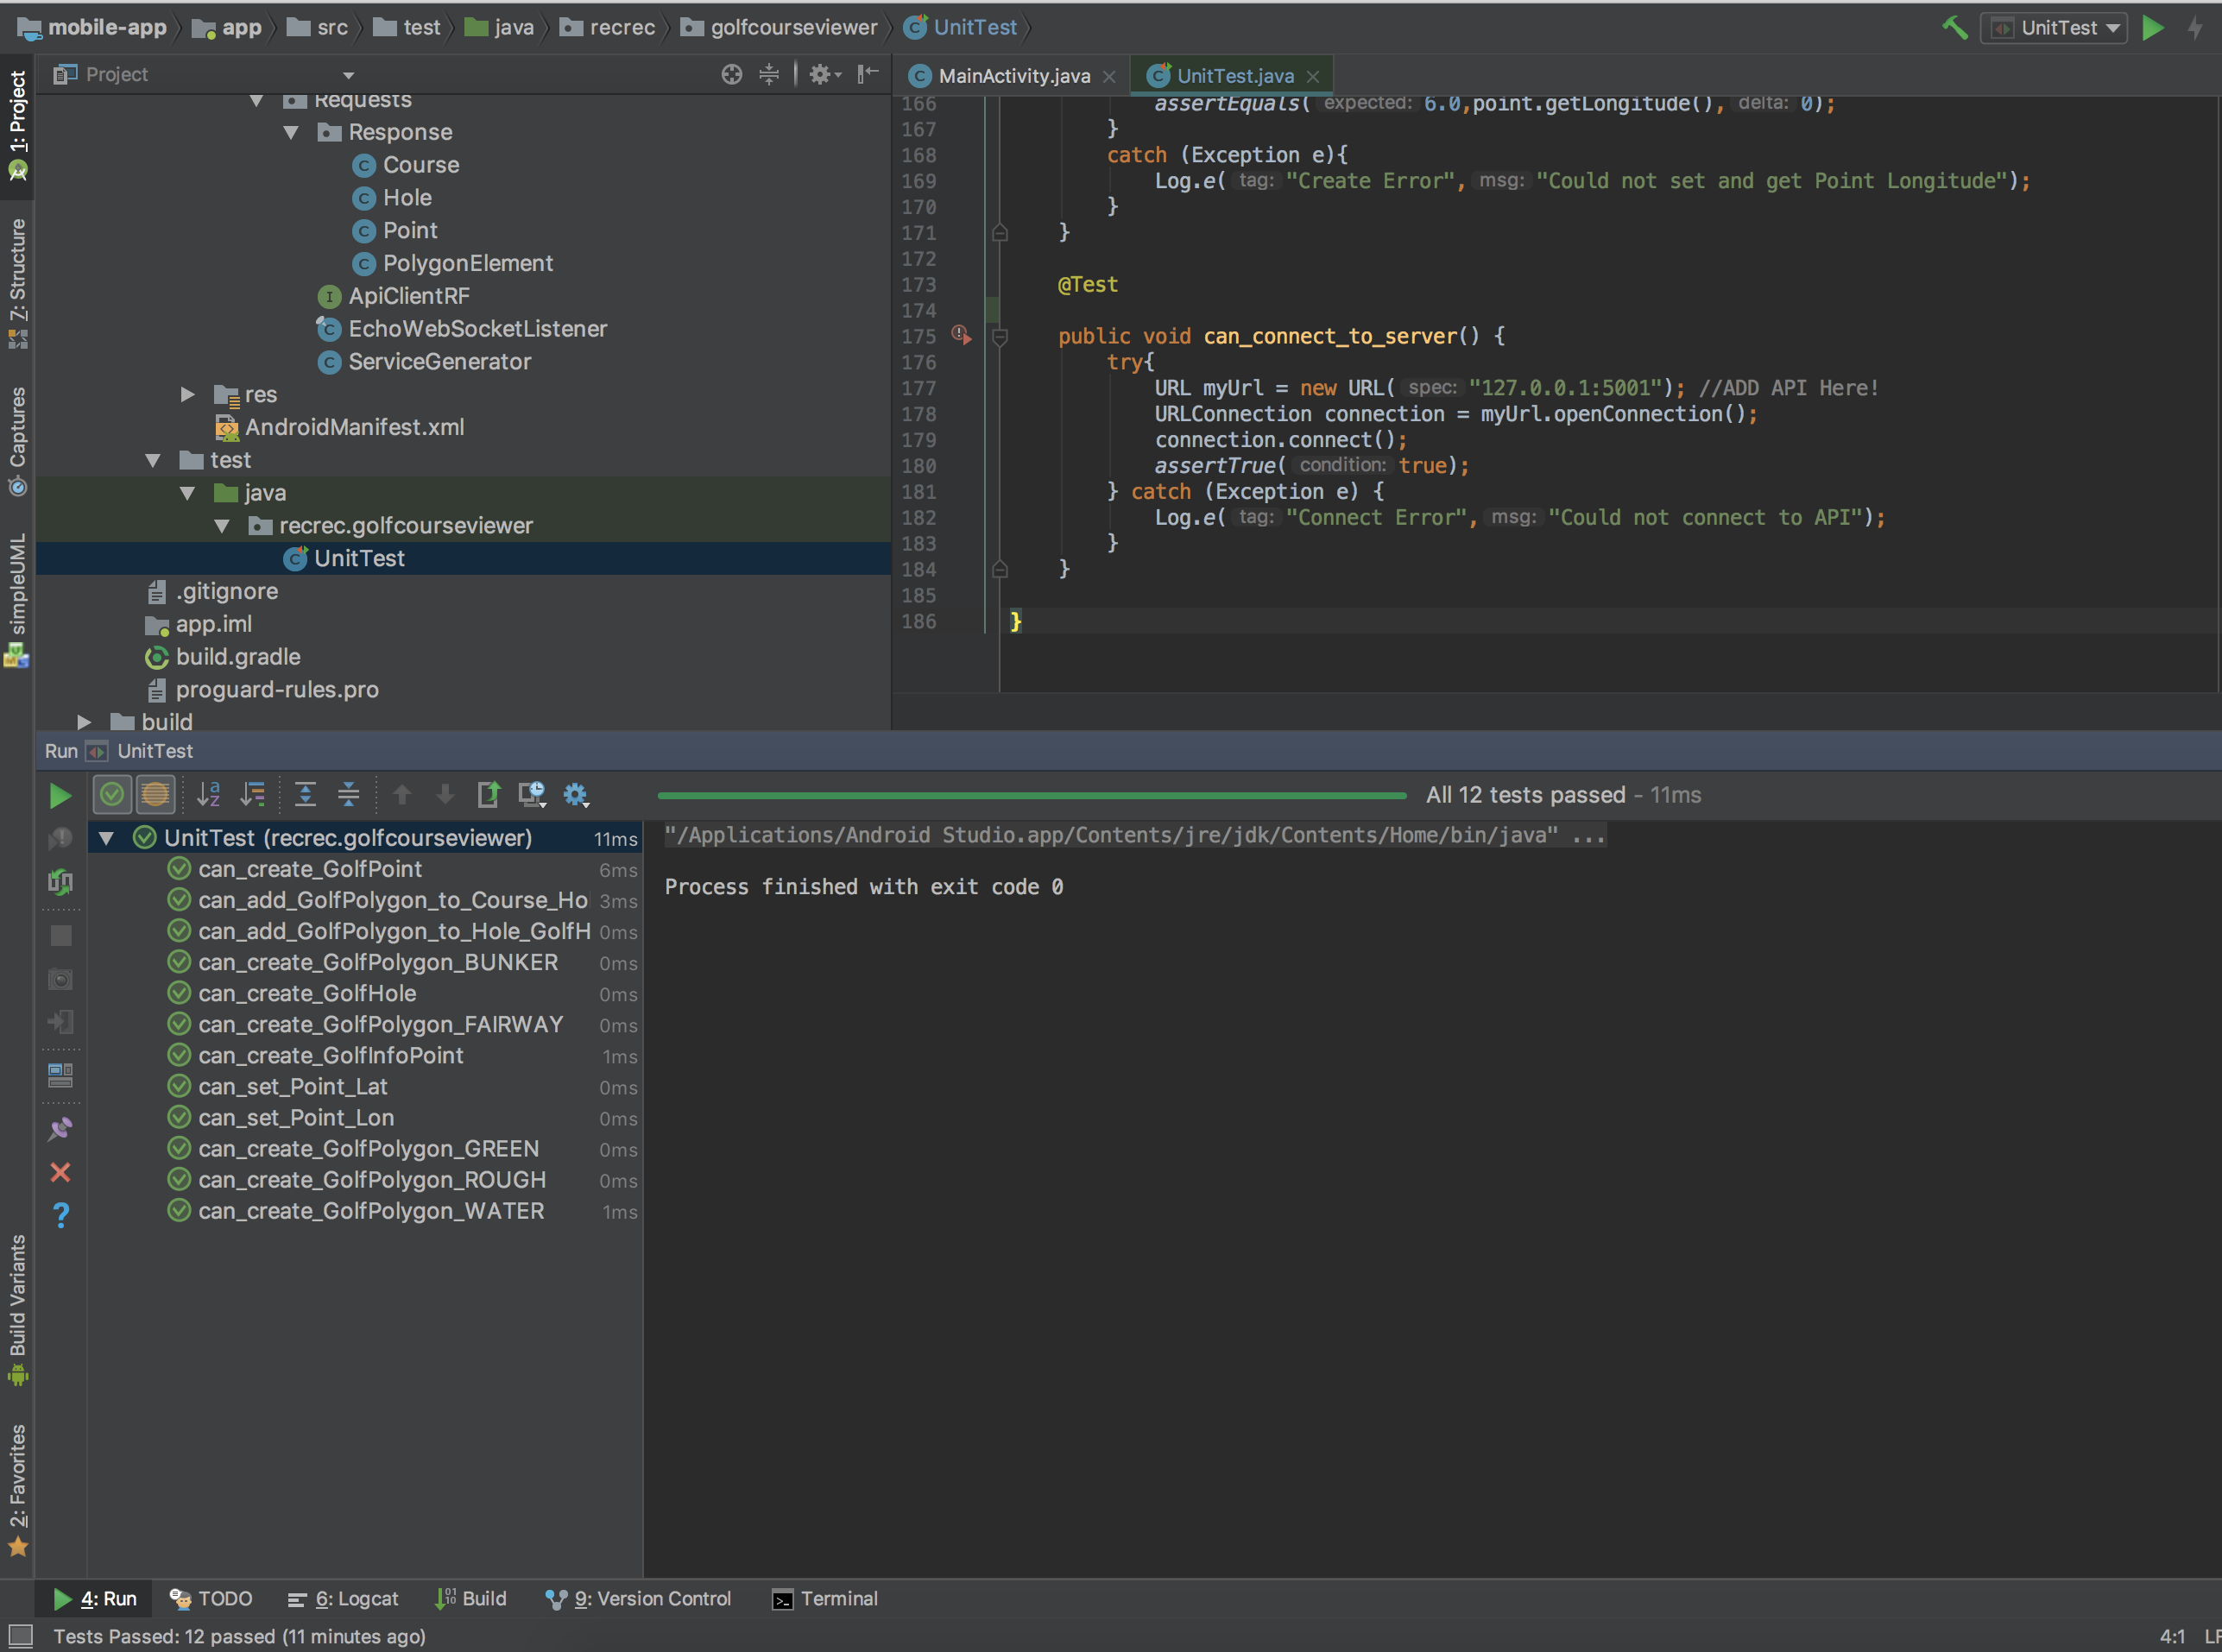 mobile-app app src test java recrec golfcourseviewer UnitTest UnitTest
1: Project
7: Structure
Captures
simpleUML
Build Variants
2: Favorites
Project
Requests
Response
Course
Hole
Point
PolygonElement
ApiClientRF
EchoWebSocketListener
ServiceGenerator
res
AndroidManifest.xml
test
java
recrec.golfcourseviewer
UnitTest
.gitignore
app.iml
build.gradle
proguard-rules.pro
build
MainActivity.java UnitTest.java
166 assertEquals( expected: 6.0,point.getLongitude(), delta: 0);
167 }
168 catch (Exception e){
169 Log.e( tag: "Create Error", msg: "Could not set and get Point Longitude");
170 }
171 }
172
173 @Test
174
175 public void can_connect_to_server() {
176 try{
177 URL myUrl = new URL( spec: "127.0.0.1:5001"); //ADD API Here!
178 URLConnection connection = myUrl.openConnection();
179 connection.connect();
180 assertTrue( condition: true);
181 } catch (Exception e) {
182 Log.e( tag: "Connect Error", msg: "Could not connect to API");
183 }
184 }
185
186 }
Run UnitTest
All 12 tests passed - 11ms
UnitTest (recrec.golfcourseviewer) 11ms
can_create_GolfPoint 6ms
can_add_GolfPolygon_to_Course_Ho 3ms
can_add_GolfPolygon_to_Hole_GolfH 0ms
can_create_GolfPolygon_BUNKER 0ms
can_create_GolfHole 0ms
can_create_GolfPolygon_FAIRWAY 0ms
can_create_GolfInfoPoint 1ms
can_set_Point_Lat 0ms
can_set_Point_Lon 0ms
can_create_GolfPolygon_GREEN 0ms
can_create_GolfPolygon_ROUGH 0ms
can_create_GolfPolygon_WATER 1ms
"/Applications/Android Studio.app/Contents/jre/jdk/Contents/Home/bin/java" ...
Process finished with exit code 0
4: Run TODO 6: Logcat Build 9: Version Control Terminal
Tests Passed: 12 passed (11 minutes ago) 4:1 LF